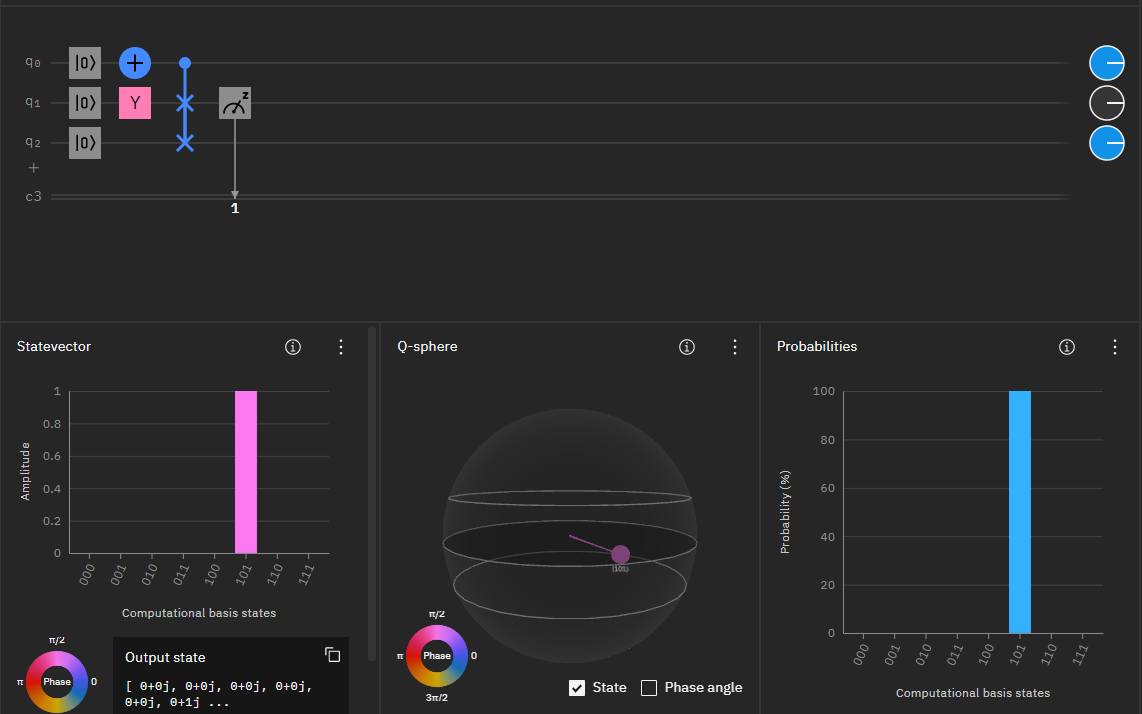 q0 |0⟩ +
q1 |0⟩ Y z
q2 |0⟩
+
c3
1
Statevector
1
0.8
0.6
0.4
0.2
0
Amplitude
000 001 010 011 100 101 110 111
Computational basis states
π/2
π Phase 0
Output state
[ 0+0j, 0+0j, 0+0j, 0+0j,
0+0j, 0+1j ...
Q-sphere
|101⟩
π/2
π Phase 0
3π/2
State Phase angle
Probabilities
100
80
60
40
20
0
Probability (%)
000 001 010 011 100 101 110 111
Computational basis states